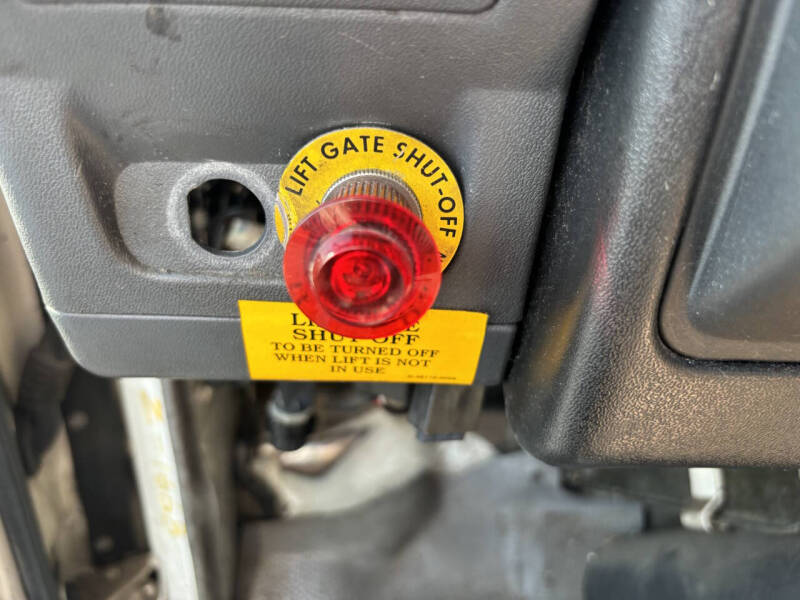 LIFT GATE SHUT-OFF
SHUT OFF
TO BE TURNED OFF
WHEN LIFT IS NOT
IN USE